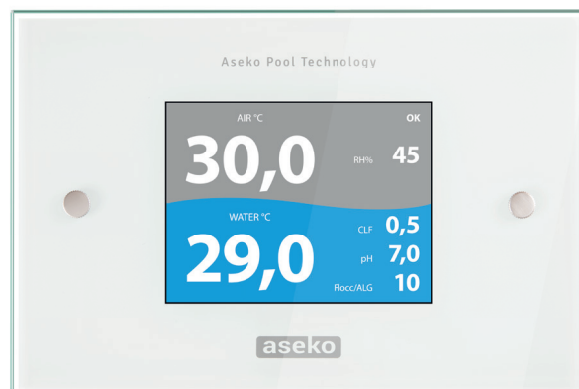 Aseko Pool Technology
AIR °C OK
30,0 RH% 45
WATER °C
29,0
CLF 0,5
pH 7,0
Rocc/ALG 10
aseko